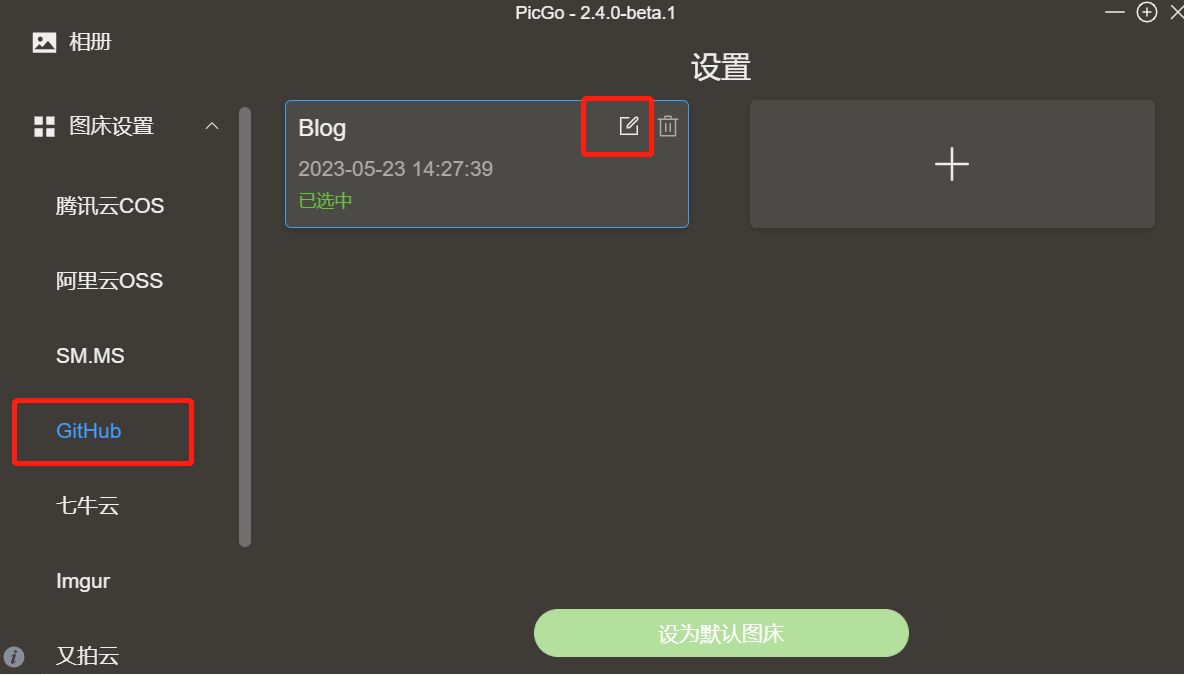 PicGo - 2.4.0-beta.1
相册
设置
图床设置
Blog
2023-05-23 14:27:39
已选中
腾讯云COS
阿里云OSS
SM.MS
GitHub
七牛云
Imgur
又拍云
设为默认图床